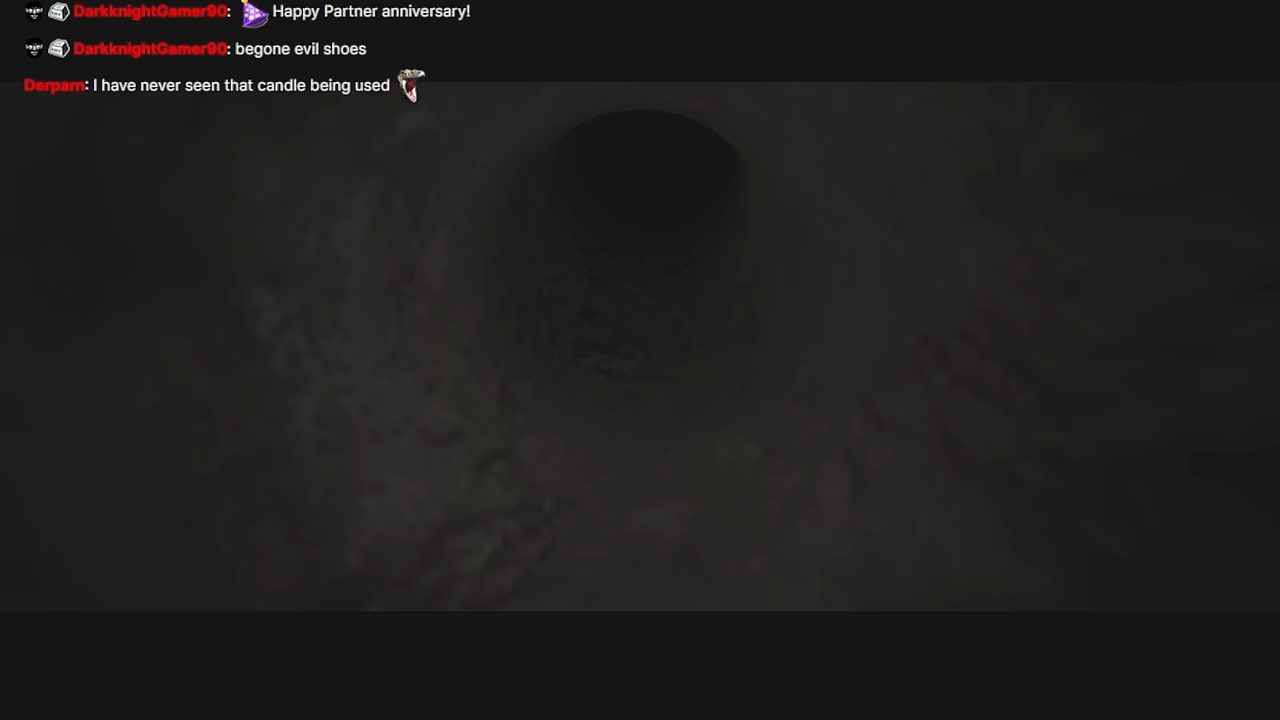 DarkknightGamer90: Happy Partner anniversary!
DarkknightGamer90: begone evil shoes
Derparn: I have never seen that candle being used